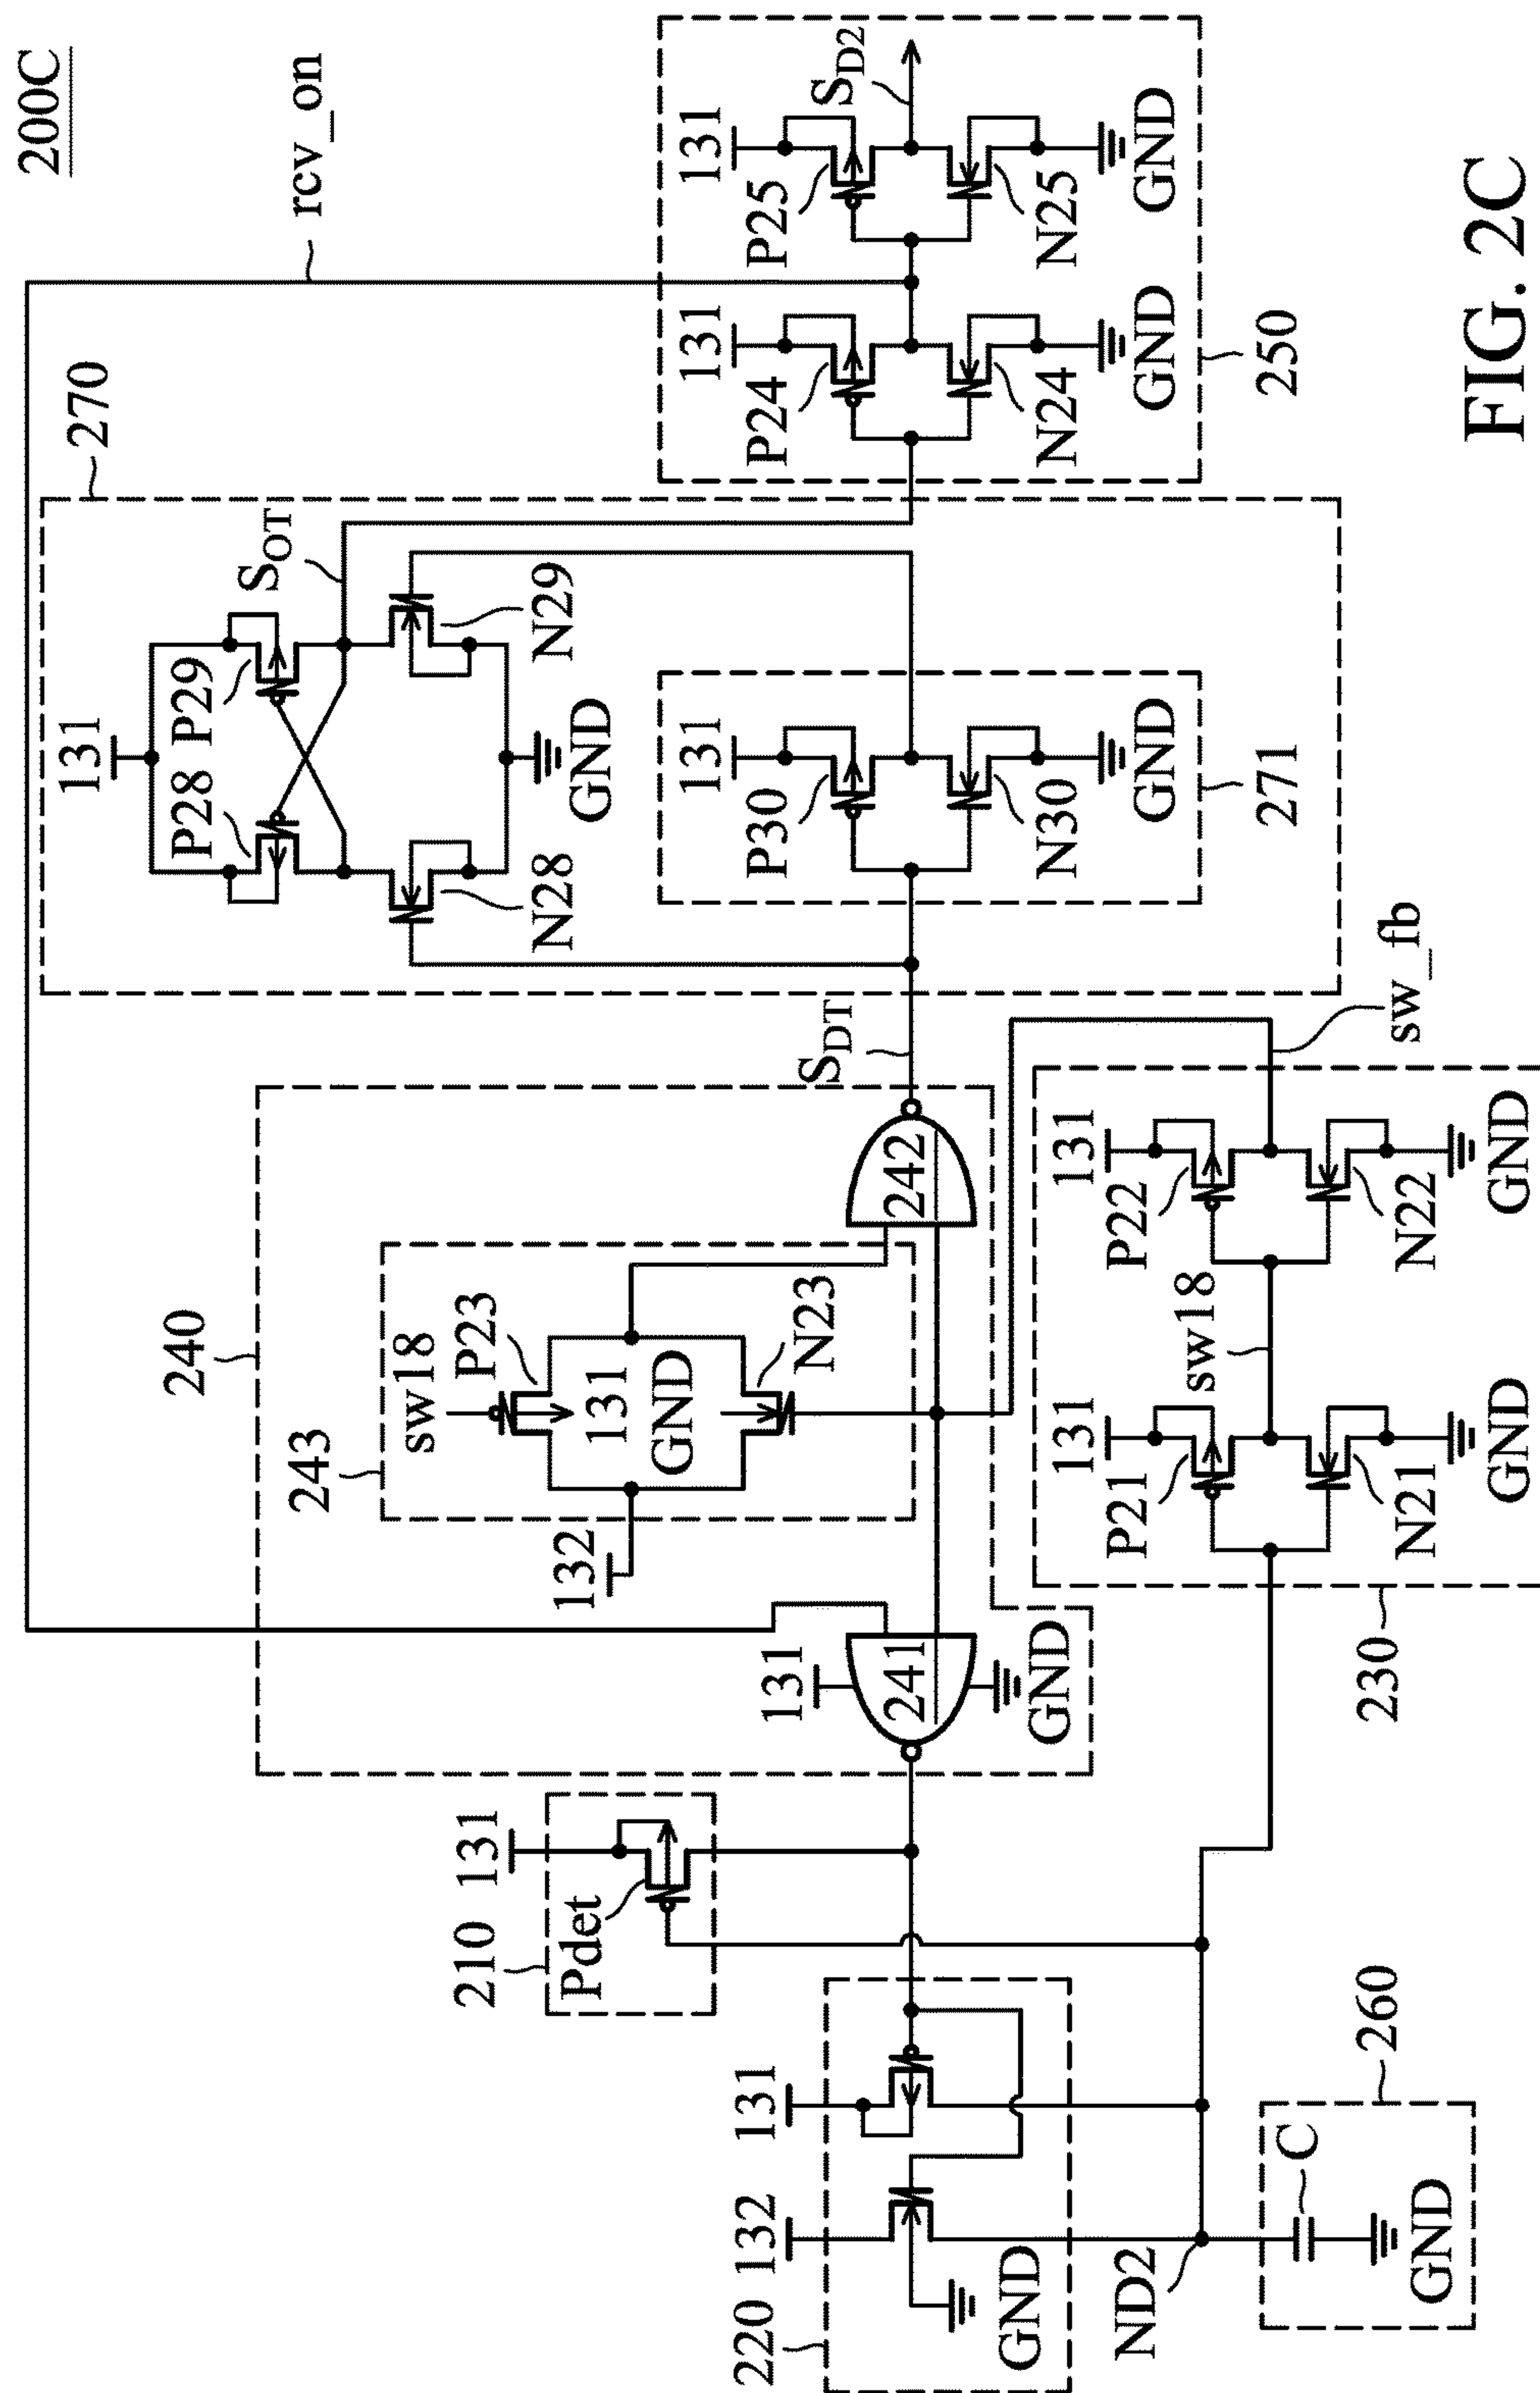 200C
rcv_on
270
131
P28
P29
S_OT
N28
N29
GND
131
P30
N30
GND
271
131
P24
N24
GND
131
P25
N25
GND
S_D2
250
240
243
sw18
P23
131
GND
N23
132
131
241
GND
242
S_DT
sw_fb
210
131
Pdet
220
132
131
GND
ND2
260
C
GND
230
131
P21
N21
GND
sw18
131
P22
N22
GND
FIG. 2C